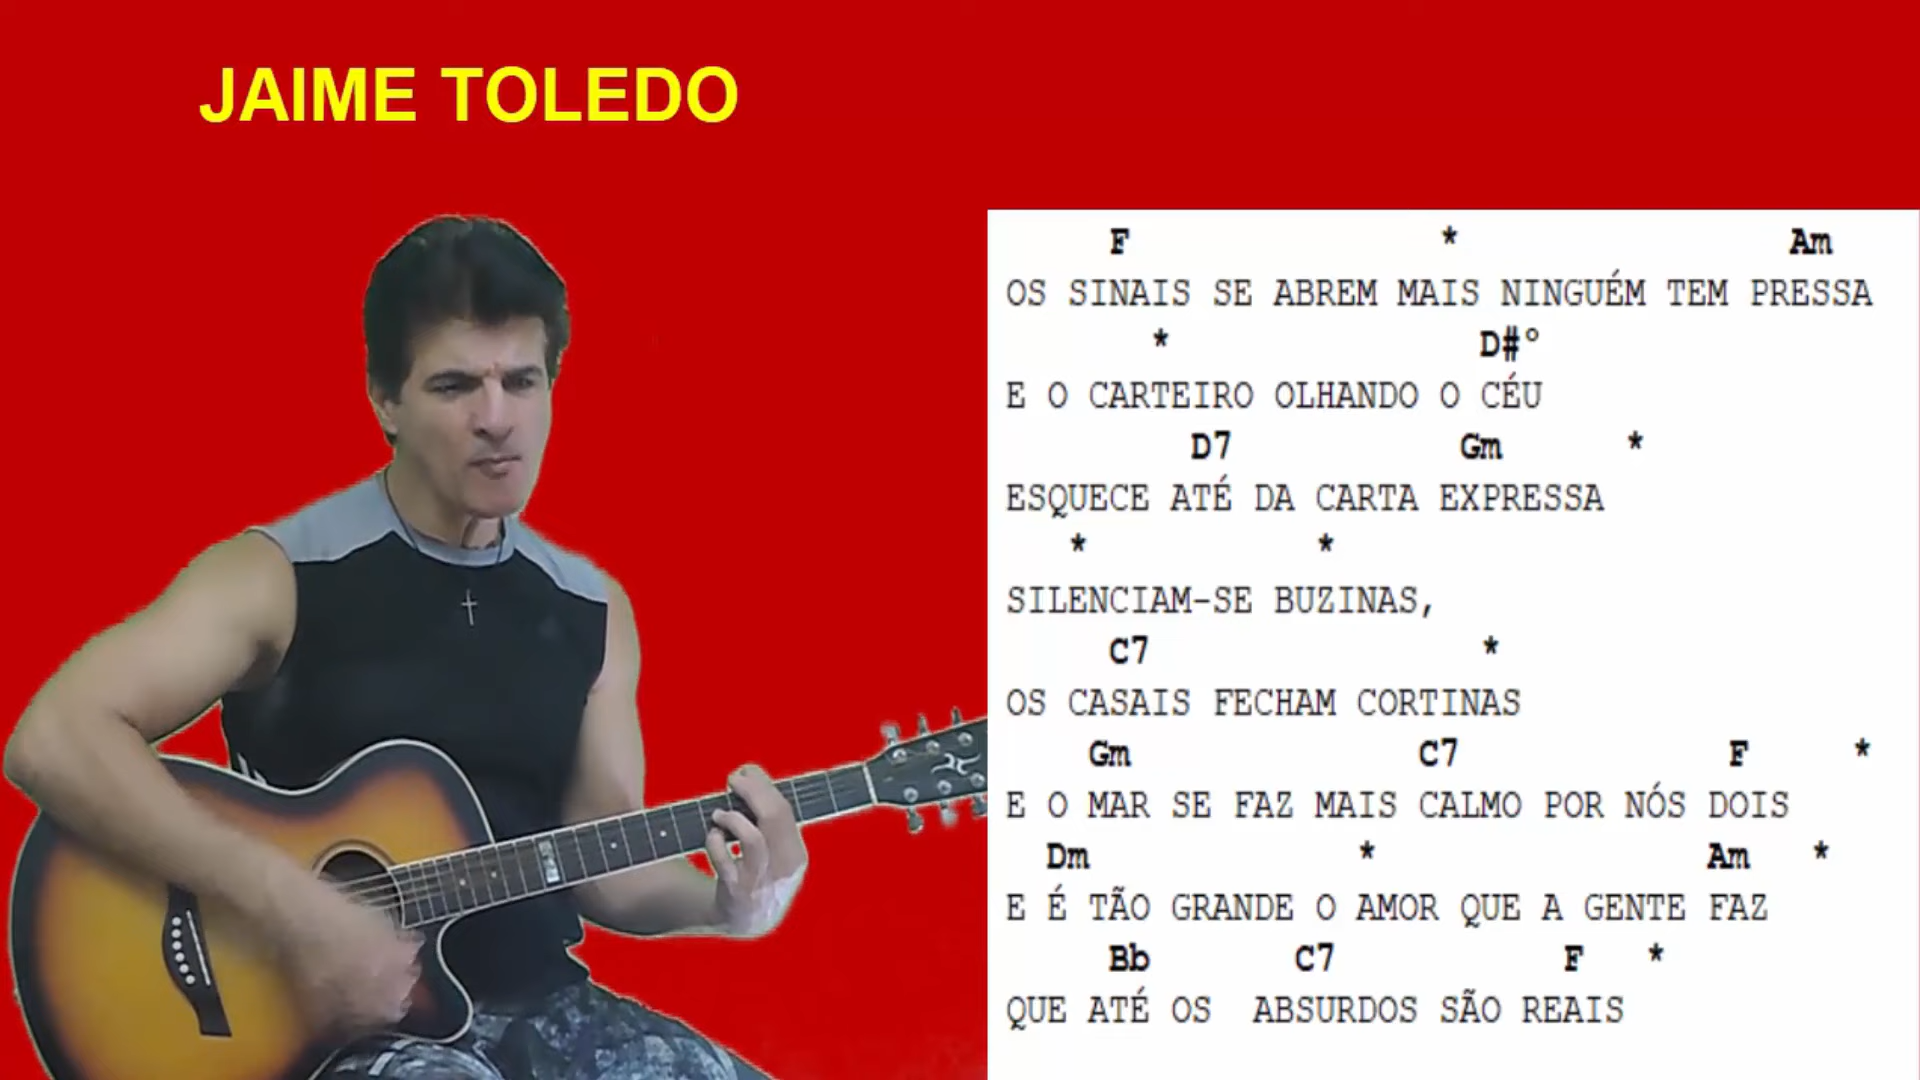 JAIME TOLEDO
F * Am
OS SINAIS SE ABREM MAIS NINGUÉM TEM PRESSA
* D#°
E O CARTEIRO OLHANDO O CÉU
D7 Gm *
ESQUECE ATÉ DA CARTA EXPRESSA
* *
SILENCIAM-SE BUZINAS,
C7 *
OS CASAIS FECHAM CORTINAS
Gm C7 F *
E O MAR SE FAZ MAIS CALMO POR NÓS DOIS
Dm * Am *
E É TÃO GRANDE O AMOR QUE A GENTE FAZ
Bb C7 F *
QUE ATÉ OS ABSURDOS SÃO REAIS